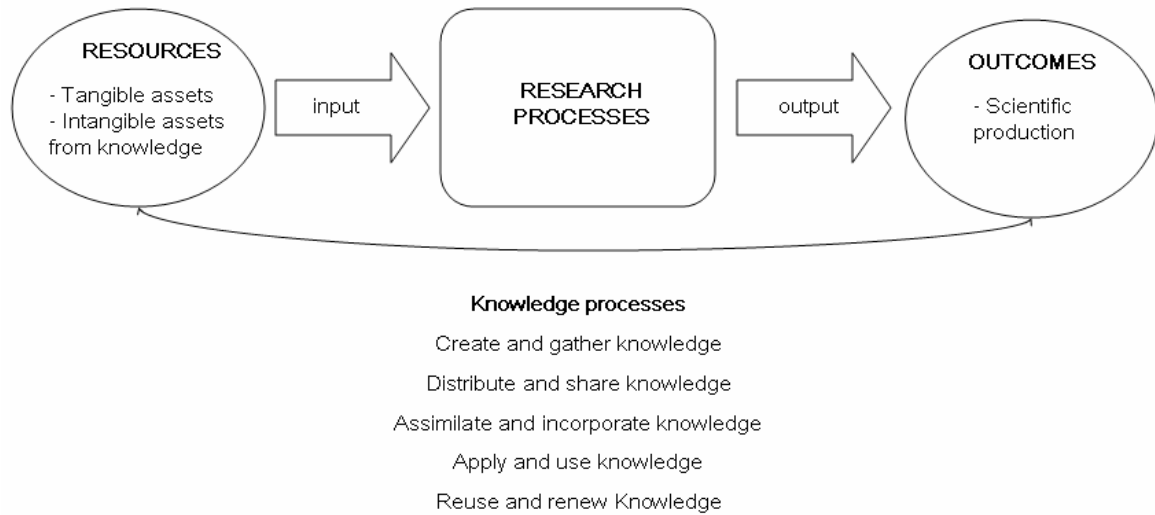 RESOURCES
- Tangible assets
- Intangible assets
from knowledge
input
RESEARCH
PROCESSES
output
OUTCOMES
- Scientific
production
Knowledge processes
Create and gather knowledge
Distribute and share knowledge
Assimilate and incorporate knowledge
Apply and use knowledge
Reuse and renew Knowledge